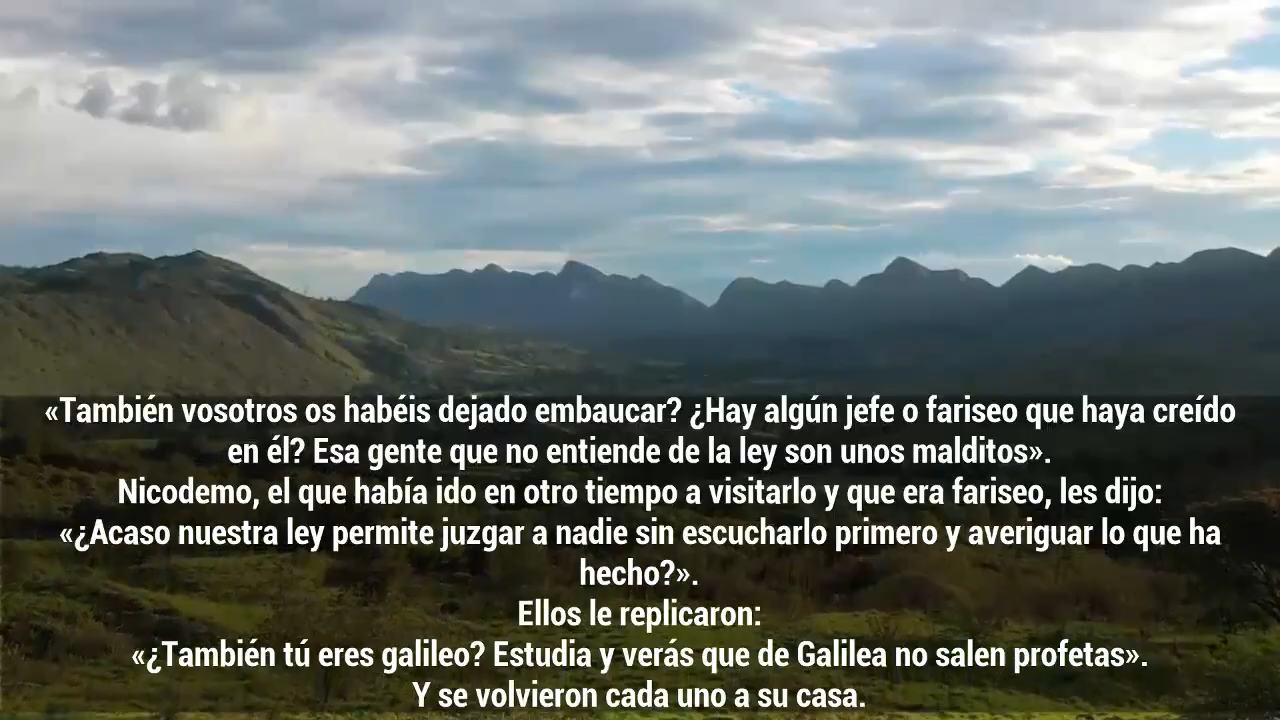 «También vosotros os habéis dejado embaucar? ¿Hay algún jefe o fariseo que haya creído
en él? Esa gente que no entiende de la ley son unos malditos».
Nicodemo, el que había ido en otro tiempo a visitarlo y que era fariseo, les dijo:
«¿Acaso nuestra ley permite juzgar a nadie sin escucharlo primero y averiguar lo que ha
hecho?».
Ellos le replicaron:
«¿También tú eres galileo? Estudia y verás que de Galilea no salen profetas».
Y se volvieron cada uno a su casa.